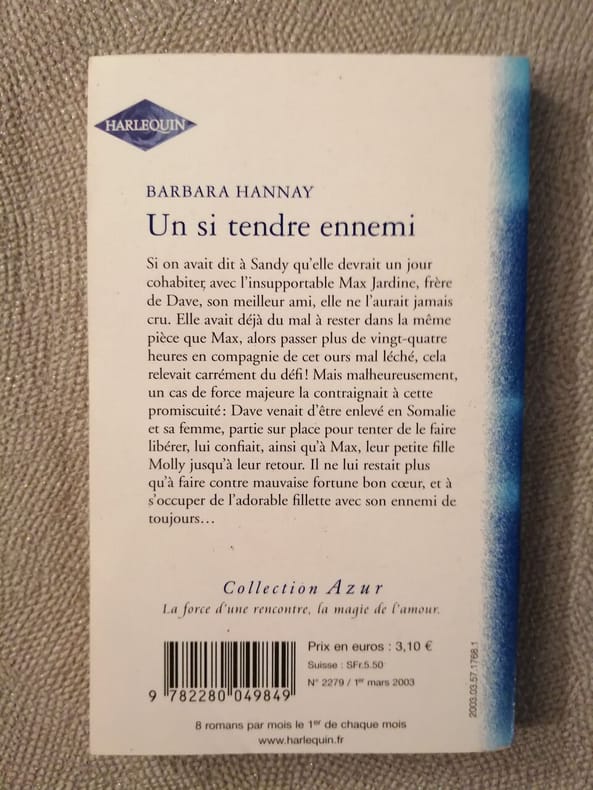 HARLEQUIN
BARBARA HANNAY
Un si tendre ennemi
Si on avait dit à Sandy qu'elle devrait un jour
cohabiter, avec l'insupportable Max Jardine, frère
de Dave, son meilleur ami, elle ne l'aurait jamais
cru. Elle avait déjà du mal à rester dans la même
pièce que Max, alors passer plus de vingt-quatre
heures en compagnie de cet ours mal léché, cela
relevait carrément du défi ! Mais malheureusement,
un cas de force majeure la contraignait à cette
promiscuité : Dave venait d'être enlevé en Somalie
et sa femme, partie sur place pour tenter de le faire
libérer, lui confiait, ainsi qu'à Max, leur petite fille
Molly jusqu'à leur retour. Il ne lui restait plus
qu'à faire contre mauvaise fortune bon cœur, et à
s'occuper de l'adorable fillette avec son ennemi de
toujours…
Collection Azur
La force d'une rencontre, la magie de l'amour.
Prix en euros : 3,10 €
Suisse : SFr.5.50
N° 2279 / 1er mars 2003
9 782280 049849
2003.03.57.1768.1
8 romans par mois le 1er de chaque mois
www.harlequin.fr